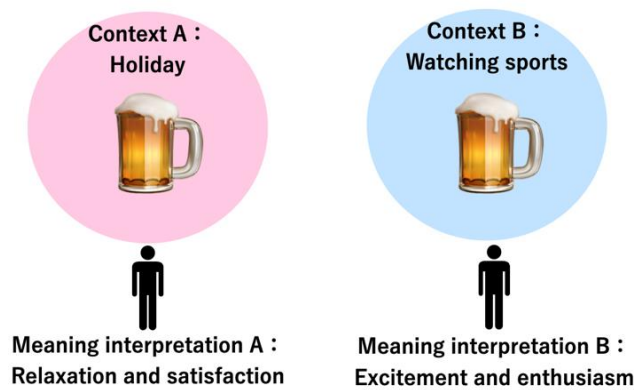 Context A：
Holiday
Context B：
Watching sports
Meaning interpretation A：
Relaxation and satisfaction
Meaning interpretation B：
Excitement and enthusiasm